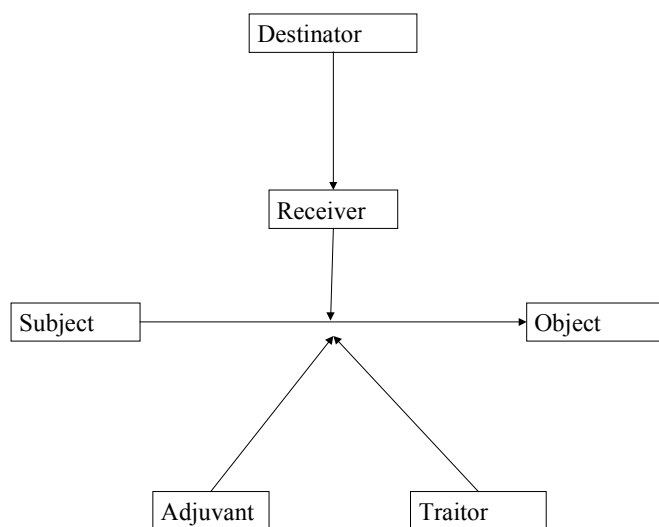 Destinator
Receiver
Subject
Object
Adjuvant
Traitor